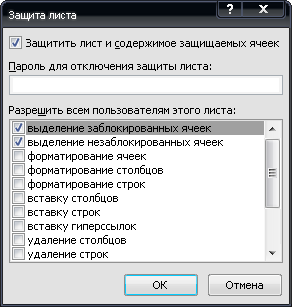 Защита листа
Защитить лист и содержимое защищаемых ячеек
Пароль для отключения защиты листа:
Разрешить всем пользователям этого листа:
выделение заблокированных ячеек
выделение незаблокированных ячеек
форматирование ячеек
форматирование столбцов
форматирование строк
вставку столбцов
вставку строк
вставку гиперссылок
удаление столбцов
удаление строк
ОК
Отмена